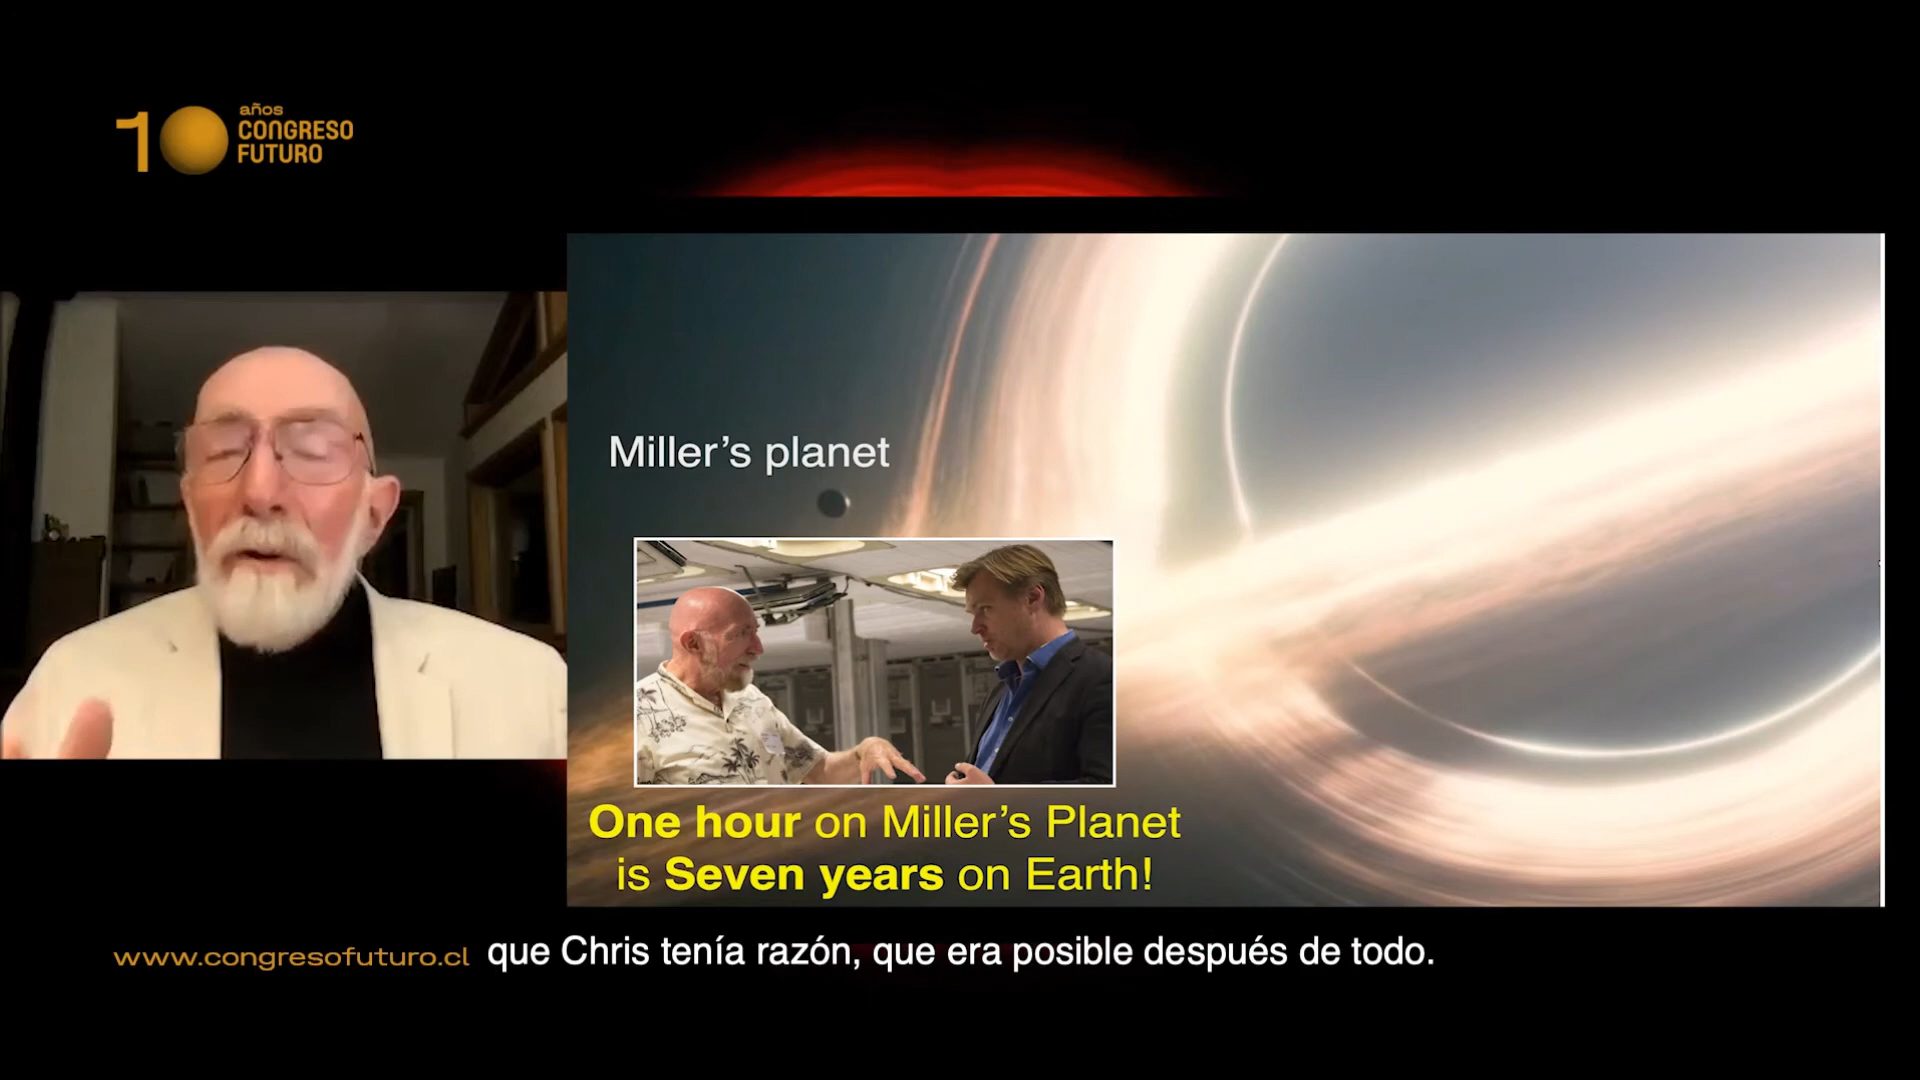 10 años
CONGRESO
FUTURO
Miller's planet
One hour on Miller's Planet
is Seven years on Earth!
www.congresofuturo.cl
que Chris tenía razón, que era posible después de todo.